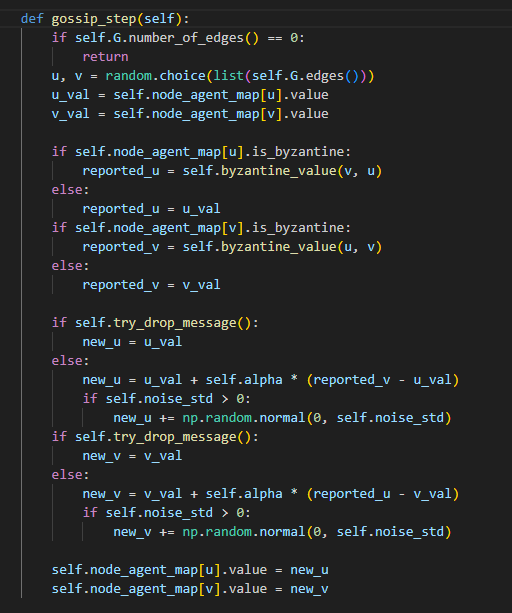 def gossip_step(self):
    if self.G.number_of_edges() == 0:
        return
    u, v = random.choice(list(self.G.edges()))
    u_val = self.node_agent_map[u].value
    v_val = self.node_agent_map[v].value

    if self.node_agent_map[u].is_byzantine:
        reported_u = self.byzantine_value(v, u)
    else:
        reported_u = u_val
    if self.node_agent_map[v].is_byzantine:
        reported_v = self.byzantine_value(u, v)
    else:
        reported_v = v_val

    if self.try_drop_message():
        new_u = u_val
    else:
        new_u = u_val + self.alpha * (reported_v - u_val)
        if self.noise_std > 0:
            new_u += np.random.normal(0, self.noise_std)
    if self.try_drop_message():
        new_v = v_val
    else:
        new_v = v_val + self.alpha * (reported_u - v_val)
        if self.noise_std > 0:
            new_v += np.random.normal(0, self.noise_std)

    self.node_agent_map[u].value = new_u
    self.node_agent_map[v].value = new_v